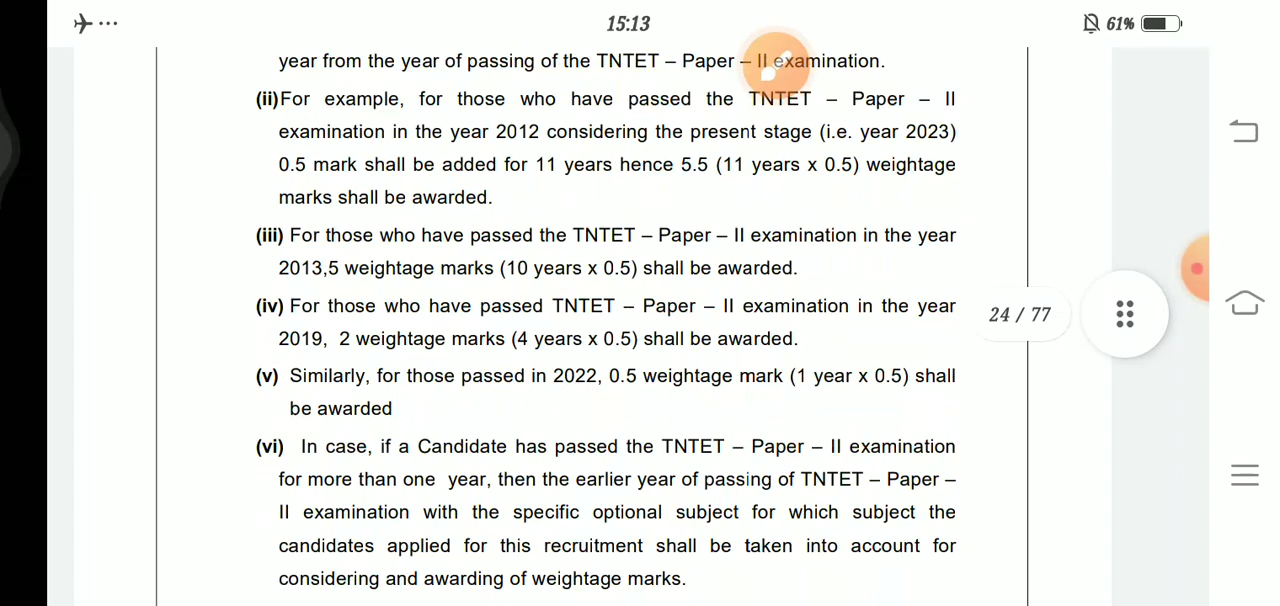 15:13
61%
year from the year of passing of the TNTET – Paper – II examination.
(ii)For example, for those who have passed the TNTET – Paper – II
examination in the year 2012 considering the present stage (i.e. year 2023)
0.5 mark shall be added for 11 years hence 5.5 (11 years x 0.5) weightage
marks shall be awarded.
(iii) For those who have passed the TNTET – Paper – II examination in the year
2013,5 weightage marks (10 years x 0.5) shall be awarded.
(iv) For those who have passed TNTET – Paper – II examination in the year
2019, 2 weightage marks (4 years x 0.5) shall be awarded.
24 / 77
(v) Similarly, for those passed in 2022, 0.5 weightage mark (1 year x 0.5) shall
be awarded
(vi) In case, if a Candidate has passed the TNTET – Paper – II examination
for more than one year, then the earlier year of passing of TNTET – Paper –
II examination with the specific optional subject for which subject the
candidates applied for this recruitment shall be taken into account for
considering and awarding of weightage marks.